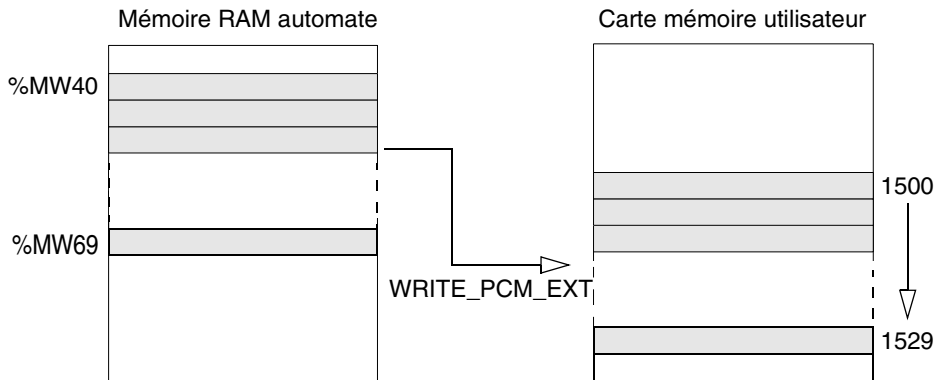 Mémoire RAM automate
Carte mémoire utilisateur
%MW40
1500
%MW69
WRITE_PCM_EXT
1529